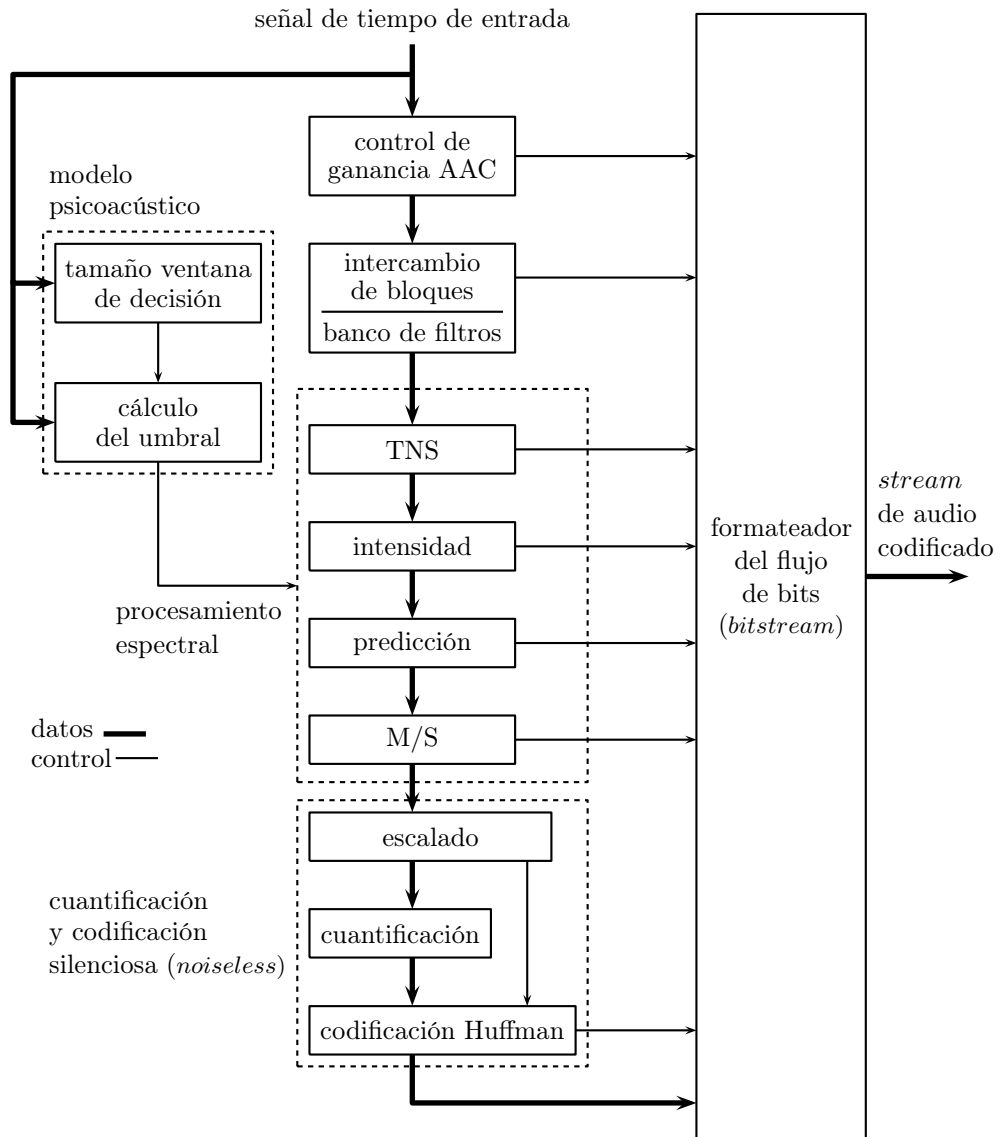 señal de tiempo de entrada
control de
ganancia AAC
modelo
psicoacústico
tamaño ventana
de decisión
intercambio
de bloques
banco de filtros
cálculo
del umbral
TNS
intensidad
procesamiento
espectral
predicción
M/S
datos
control
formateador
del flujo
de bits
(bitstream)
stream
de audio
codificado
escalado
cuantificación
y codificación
silenciosa (noiseless)
cuantificación
codificación Huffman